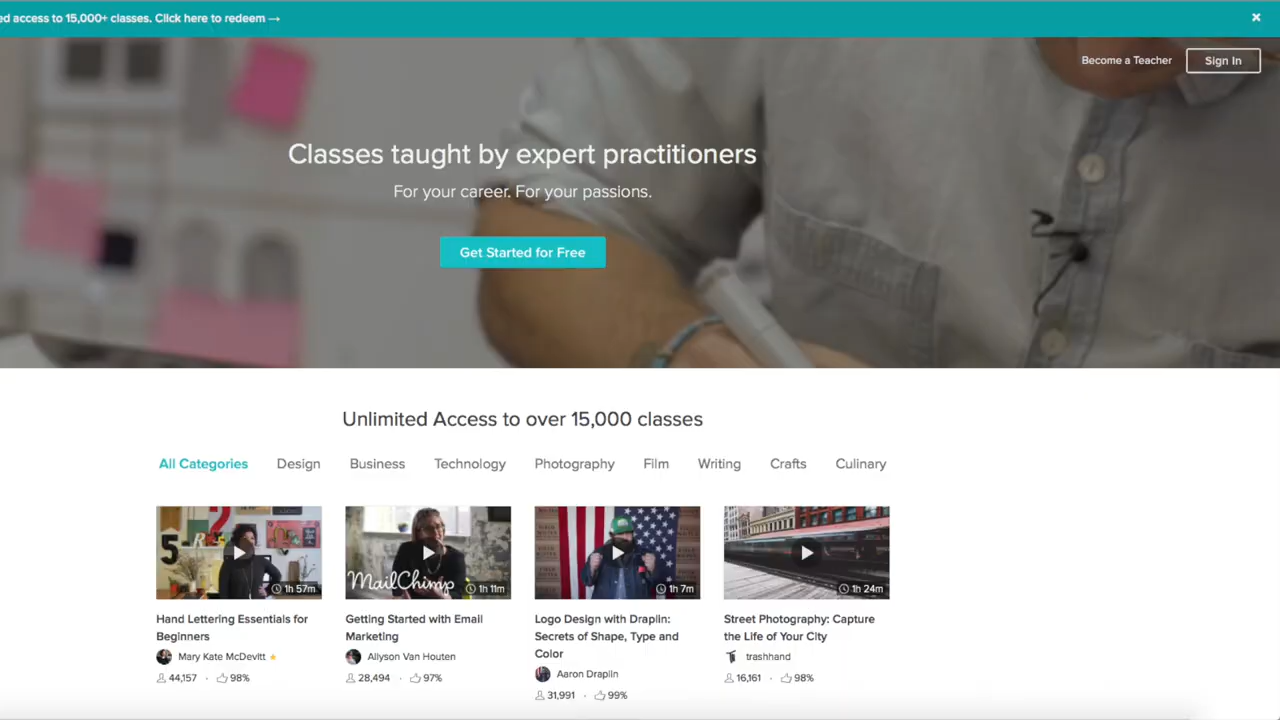 ed access to 15,000+ classes. Click here to redeem →
×
Become a Teacher
Sign In
Classes taught by expert practitioners
For your career. For your passions.
Get Started for Free
Unlimited Access to over 15,000 classes
All Categories Design Business Technology Photography Film Writing Crafts Culinary
5
1h 57m
MailChimp
1h 11m
1h 7m
1h 24m
Hand Lettering Essentials for
Beginners
Mary Kate McDevitt
44,157 · 98%
Getting Started with Email
Marketing
Allyson Van Houten
28,494 · 97%
Logo Design with Draplin:
Secrets of Shape, Type and
Color
Aaron Draplin
31,991 · 99%
Street Photography: Capture
the Life of Your City
trashhand
16,161 · 98%